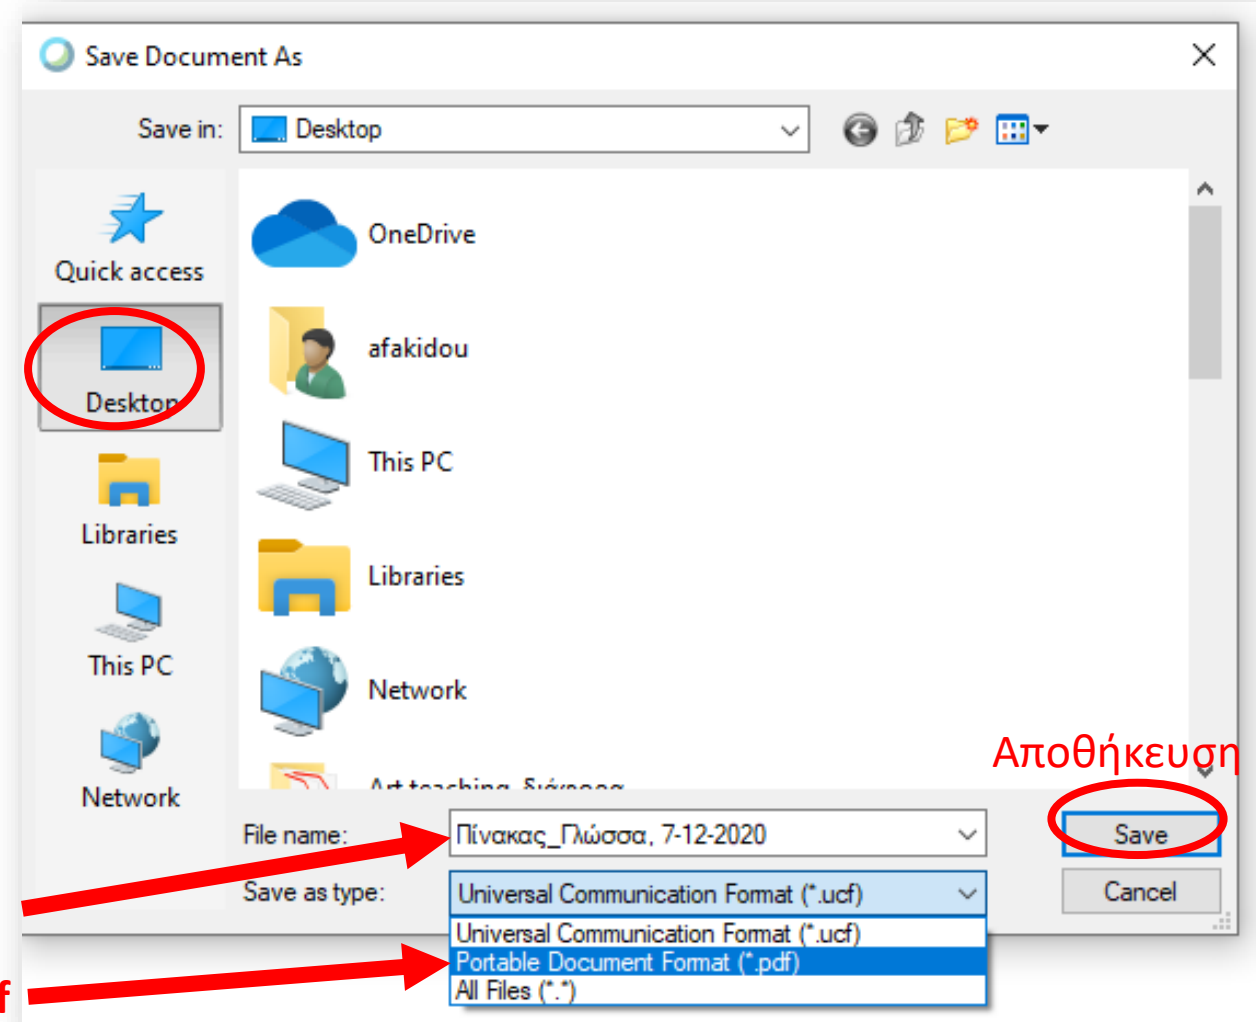 Save Document As
Save in:
Desktop
Quick access
Desktop
Libraries
This PC
Network
OneDrive
afakidou
This PC
Libraries
Network
Art teaching_διάφορα
Αποθήκευση
File name:
Πίνακας_Γλώσσα, 7-12-2020
Save
Save as type:
Universal Communication Format (*.ucf)
Cancel
Universal Communication Format (*.ucf)
Portable Document Format (*.pdf)
All Files (*.*)
f